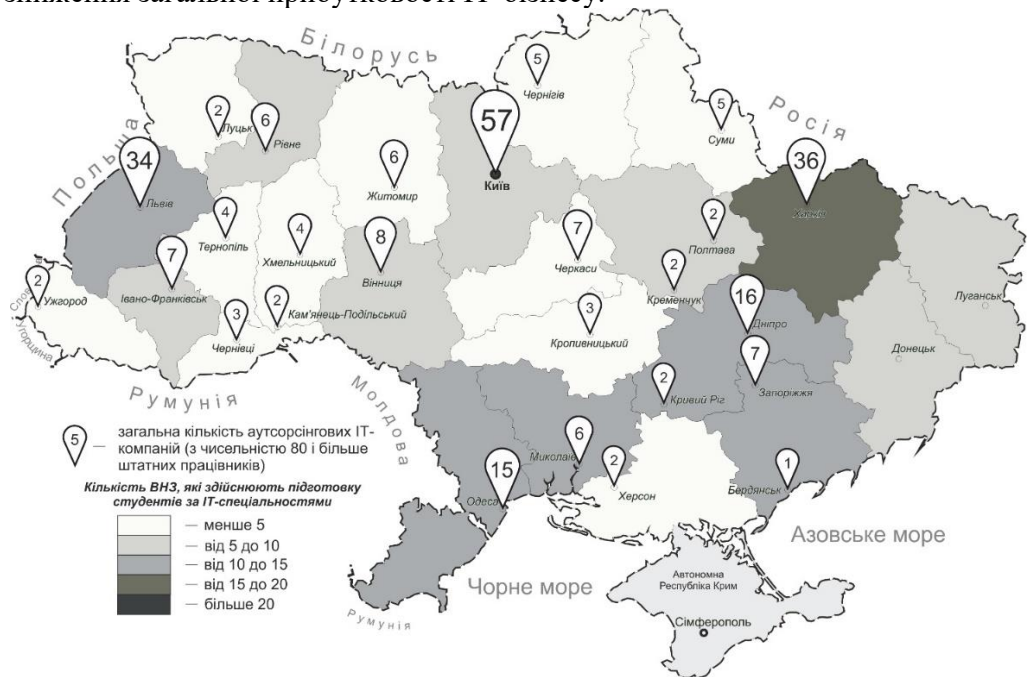 зниження загальної прибутковості ІТ-бізнесу.
Білорусь
5
Чернігів
57
Київ
5
Суми
Росія
36
Харків
2
Луцьк
6
Рівне
Польща
34
Львів
6
Житомир
4
Тернопіль
4
Хмельницький
8
Вінниця
7
Черкаси
2
Полтава
2
Кременчук
7
Івано-Франківськ
2
Ужгород
Угорщина
3
Чернівці
2
Кам'янець-Подільський
3
Кропивницький
16
Дніпро
7
Запоріжжя
2
Кривий Ріг
Луганськ
Донецьк
Румунія
Молдова
6
Миколаїв
15
Одеса
2
Херсон
1
Бердянськ
5
загальна кількість аутсорсінгових ІТ-
— компаній (з чисельністю 80 і більше
штатних працівників)
Кількість ВНЗ, які здійснюють підготовку
студентів за ІТ-спеціальностями
— менше 5
— від 5 до 10
— від 10 до 15
— від 15 до 20
— більше 20
Азовське море
Чорне море
Румунія
Автономна
Республіка Крим
Сімферополь